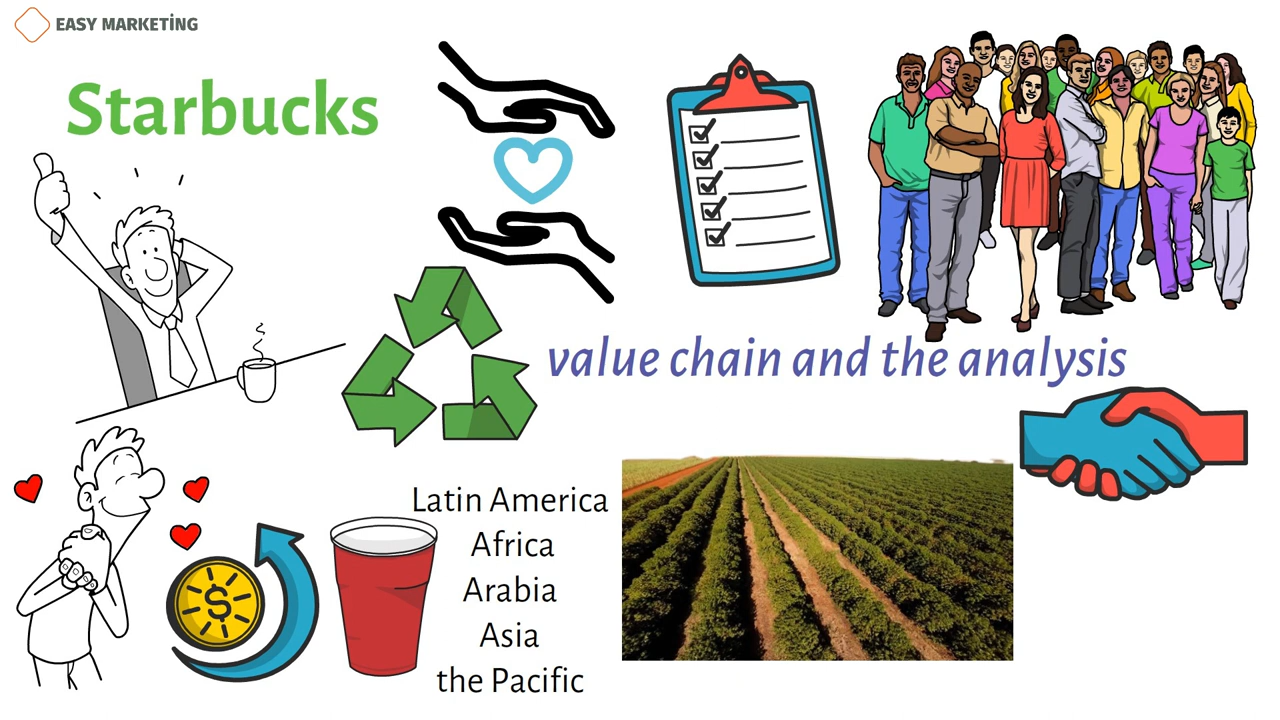 EASY MARKETİNG
Starbucks
value chain and the analysis
Latin America
Africa
Arabia
Asia
the Pacific
$